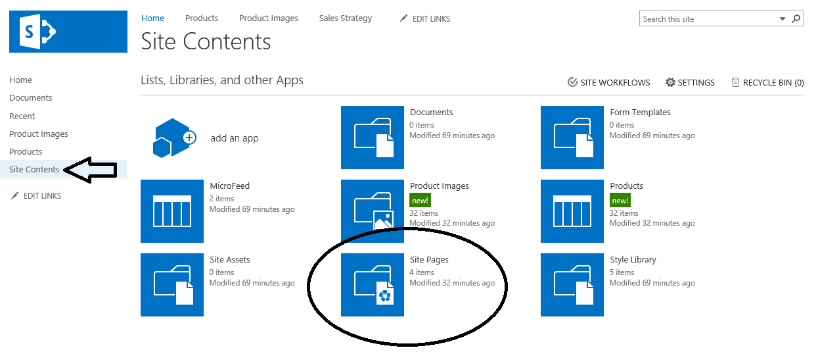 S
Home Products Product Images Sales Strategy EDIT LINKS
Search this site
Site Contents
Home
Documents
Recent
Product Images
Products
Site Contents
EDIT LINKS
Lists, Libraries, and other Apps
SITE WORKFLOWS SETTINGS RECYCLE BIN (0)
add an app
Documents
0 items
Modified 69 minutes ago
Form Templates
0 items
Modified 69 minutes ago
MicroFeed
2 items
Modified 69 minutes ago
Product Images
new!
32 items
Modified 32 minutes ago
Products
new!
32 items
Modified 32 minutes ago
Site Assets
0 items
Modified 69 minutes ago
Site Pages
4 items
Modified 32 minutes ago
Style Library
5 items
Modified 69 minutes ago